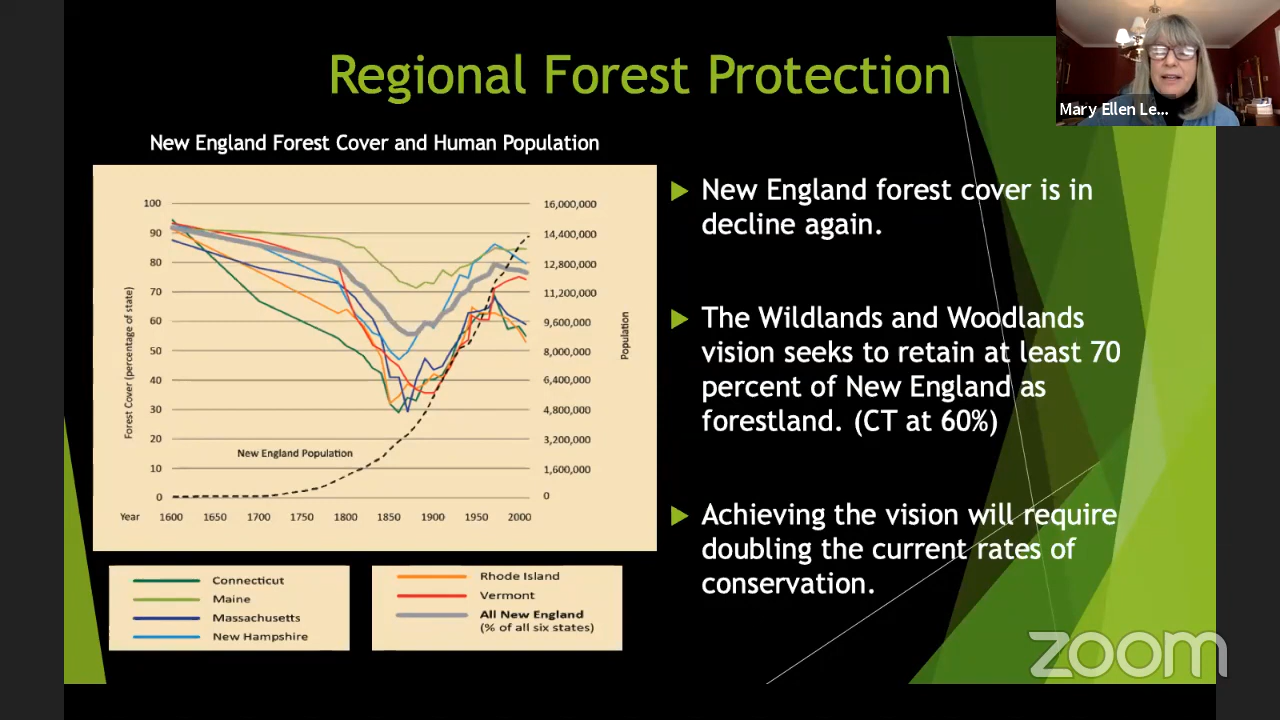 Regional Forest Protection
Mary Ellen Le...
New England Forest Cover and Human Population
100
90
80
70
60
50
40
30
20
10
0
Forest Cover (percentage of state)
16,000,000
14,400,000
12,800,000
11,200,000
9,600,000
8,000,000
6,400,000
4,800,000
3,200,000
1,600,000
0
Population
New England Population
Year 1600 1650 1700 1750 1800 1850 1900 1950 2000
Connecticut
Maine
Massachusetts
New Hampshire
Rhode Island
Vermont
All New England
(% of all six states)
New England forest cover is in
decline again.
The Wildlands and Woodlands
vision seeks to retain at least 70
percent of New England as
forestland. (CT at 60%)
Achieving the vision will require
doubling the current rates of
conservation.
zoom